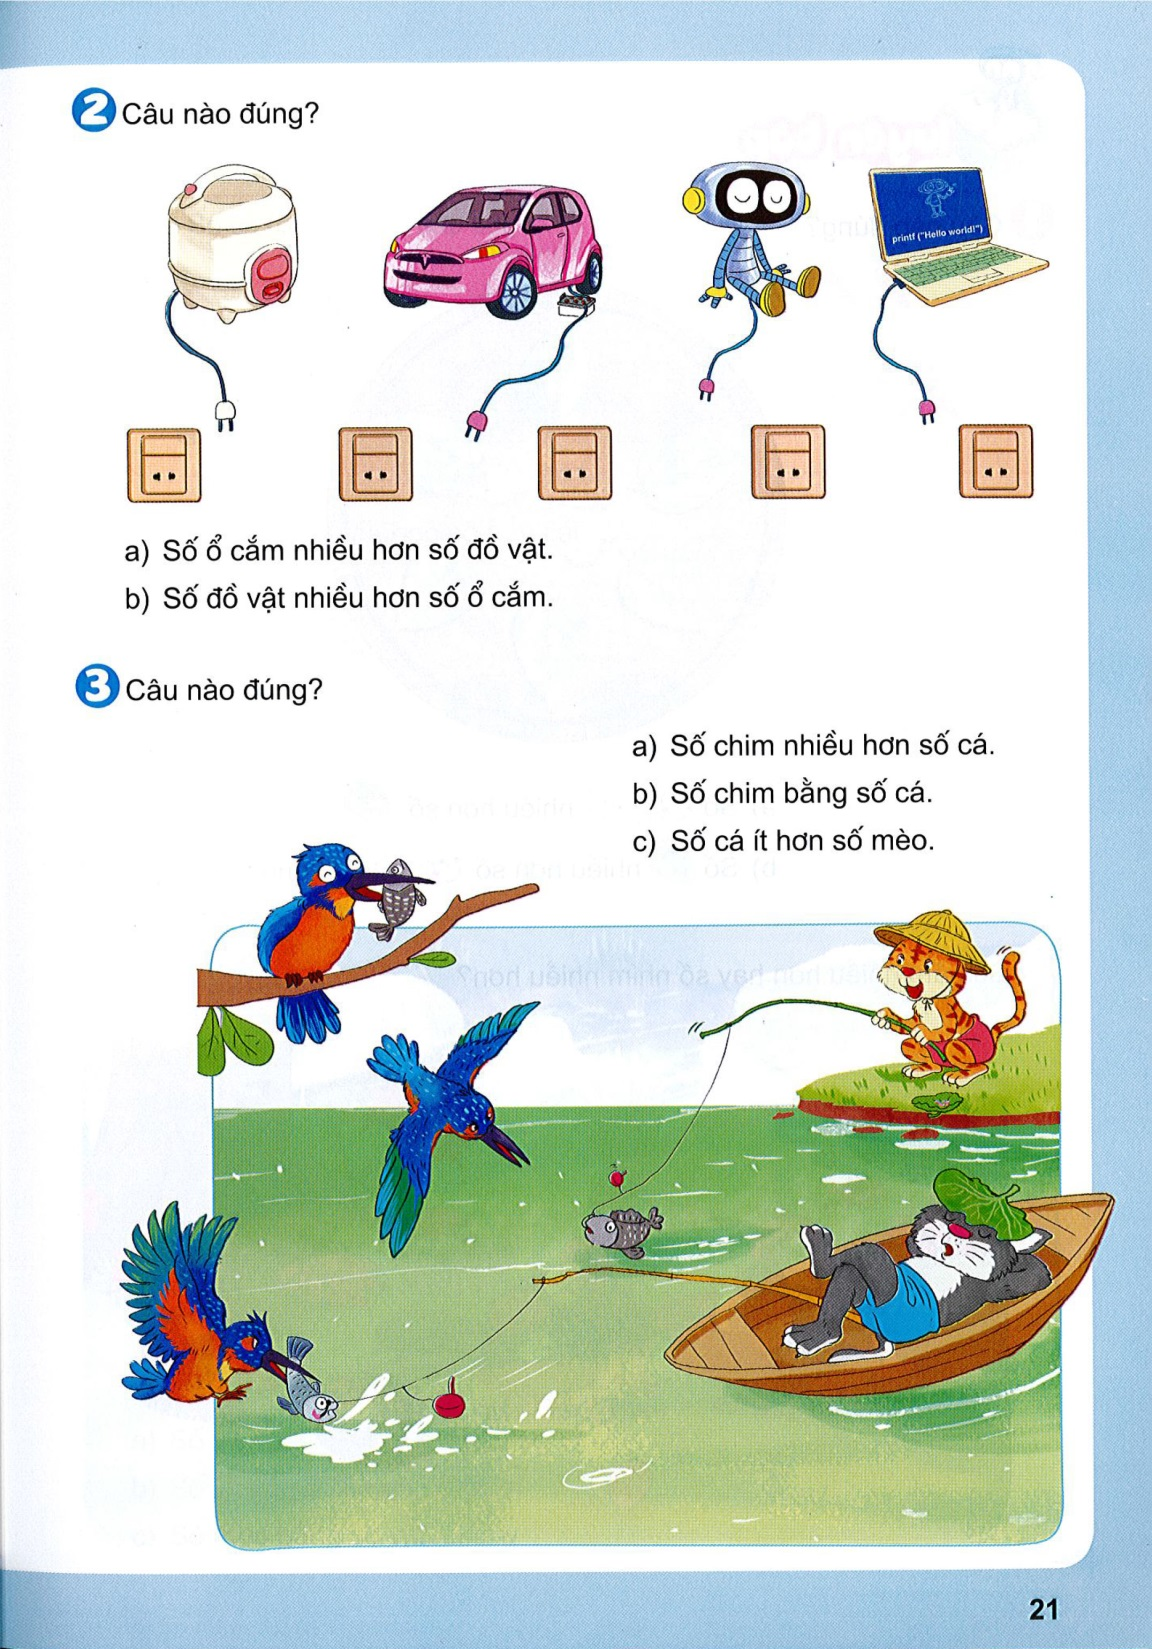 2 Câu nào đúng?
printf ("Hello world!")
a) Số ổ cắm nhiều hơn số đồ vật.
b) Số đồ vật nhiều hơn số ổ cắm.
3 Câu nào đúng?
a) Số chim nhiều hơn số cá.
b) Số chim bằng số cá.
c) Số cá ít hơn số mèo.
21